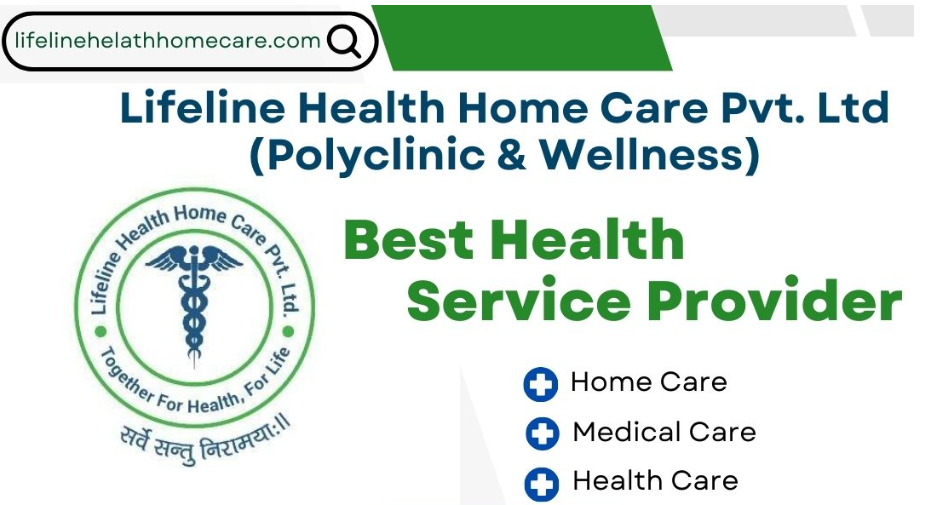 lifelinehelathhomecare.com
Lifeline Health Home Care Pvt. Ltd
(Polyclinic & Wellness)
Lifeline Health Home Care Pvt. Ltd.
Together For Health, For Life
सर्वे सन्तु निरामया:||
Best Health
Service Provider
Home Care
Medical Care
Health Care